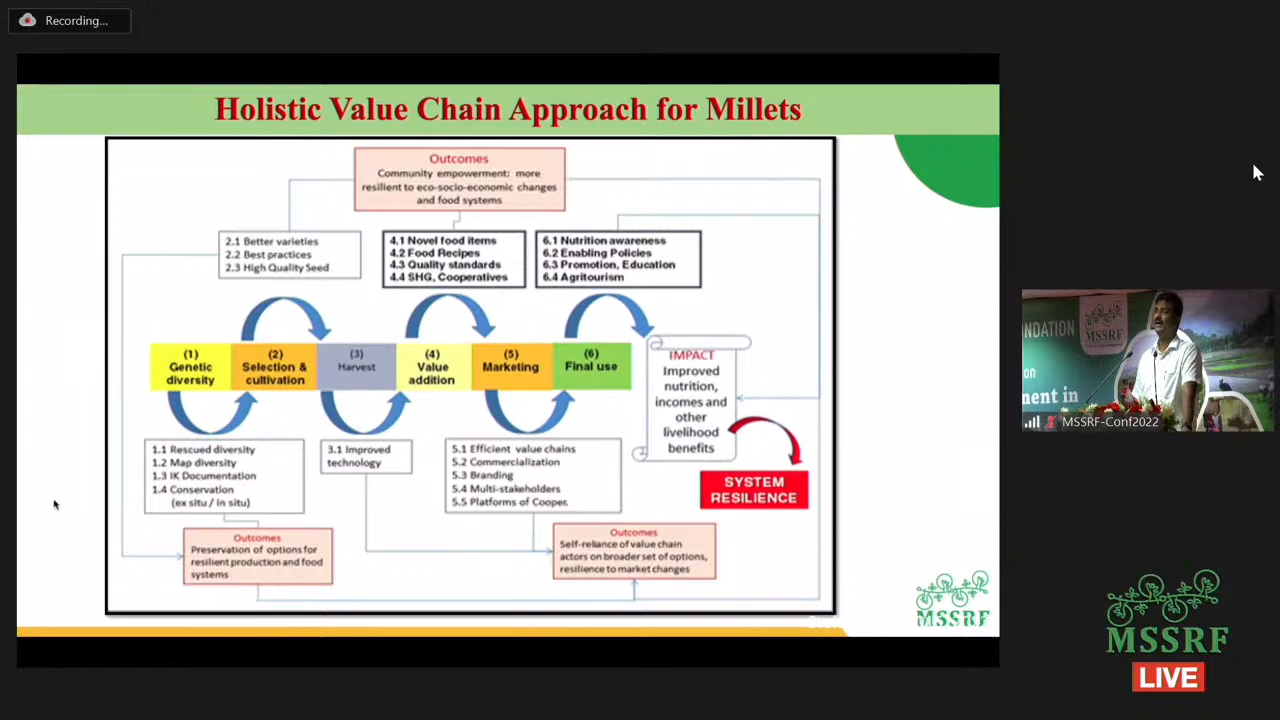 Recording...
Holistic Value Chain Approach for Millets
Outcomes
Community empowerment: more
resilient to eco-socio-economic changes
and food systems
2.1 Better varieties
2.2 Best practices
2.3 High Quality Seed
4.1 Novel food items
4.2 Food Recipes
4.3 Quality standards
4.4 SHG, Cooperatives
6.1 Nutrition awareness
6.2 Enabling Policies
6.3 Promotion, Education
6.4 Agritourism
(1)
Genetic
diversity
(2)
Selection &
cultivation
(3)
Harvest
(4)
Value
addition
(5)
Marketing
(6)
Final use
IMPACT
Improved
nutrition,
incomes and
other
livelihood
benefits
SYSTEM
RESILIENCE
1.1 Rescued diversity
1.2 Map diversity
1.3 IK Documentation
1.4 Conservation
(ex situ / in situ)
3.1 Improved
technology
5.1 Efficient value chains
5.2 Commercialization
5.3 Branding
5.4 Multi-stakeholders
5.5 Platforms of Cooper.
Outcomes
Preservation of options for
resilient production and food
systems
Outcomes
Self-reliance of value chain
actors on broader set of options,
resilience to market changes
MSSRF
NDATION
MSSRF
on
ment in
MSSRF-Conf2022
MSSRF
LIVE